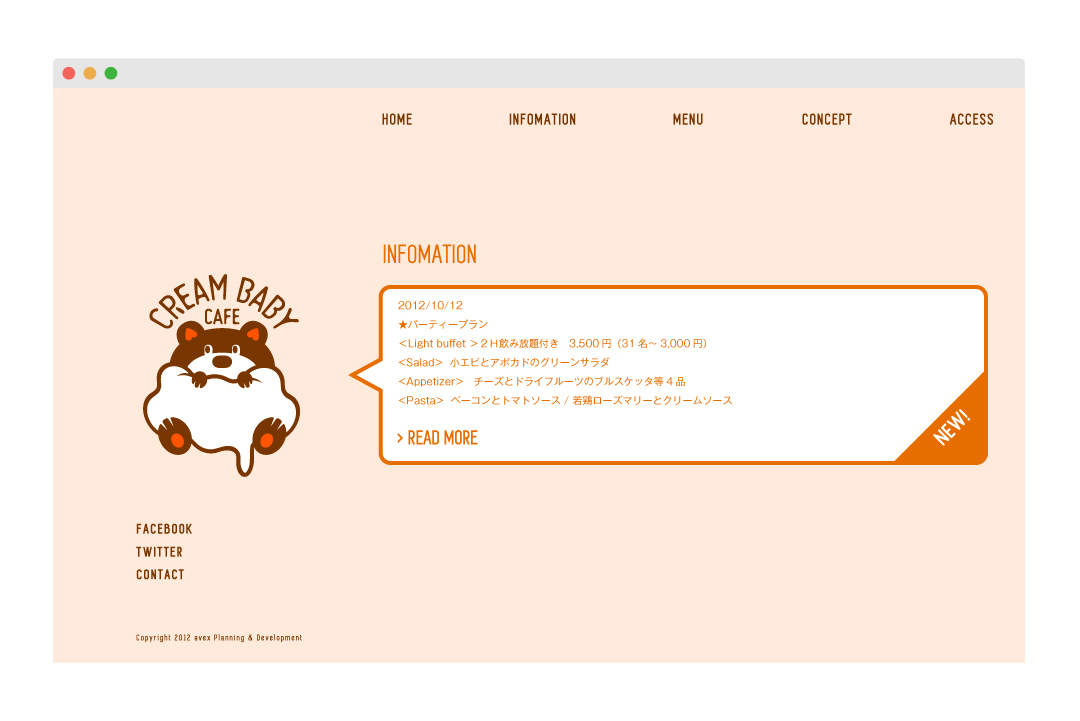 HOME INFOMATION MENU CONCEPT ACCESS
INFOMATION
CREAM BABY
CAFE
2012/10/12
★パーティープラン
<Light buffet >２H飲み放題付き　3,500 円（31 名〜 3,000 円）
<Salad>  小エビとアボカドのグリーンサラダ
<Appetizer>　チーズとドライフルーツのブルスケッタ等 4 品
<Pasta>  ベーコンとトマトソース / 若鶏ローズマリーとクリームソース
> READ MORE
NEW!
FACEBOOK
TWITTER
CONTACT
Copyright 2012 avex Planning & Development